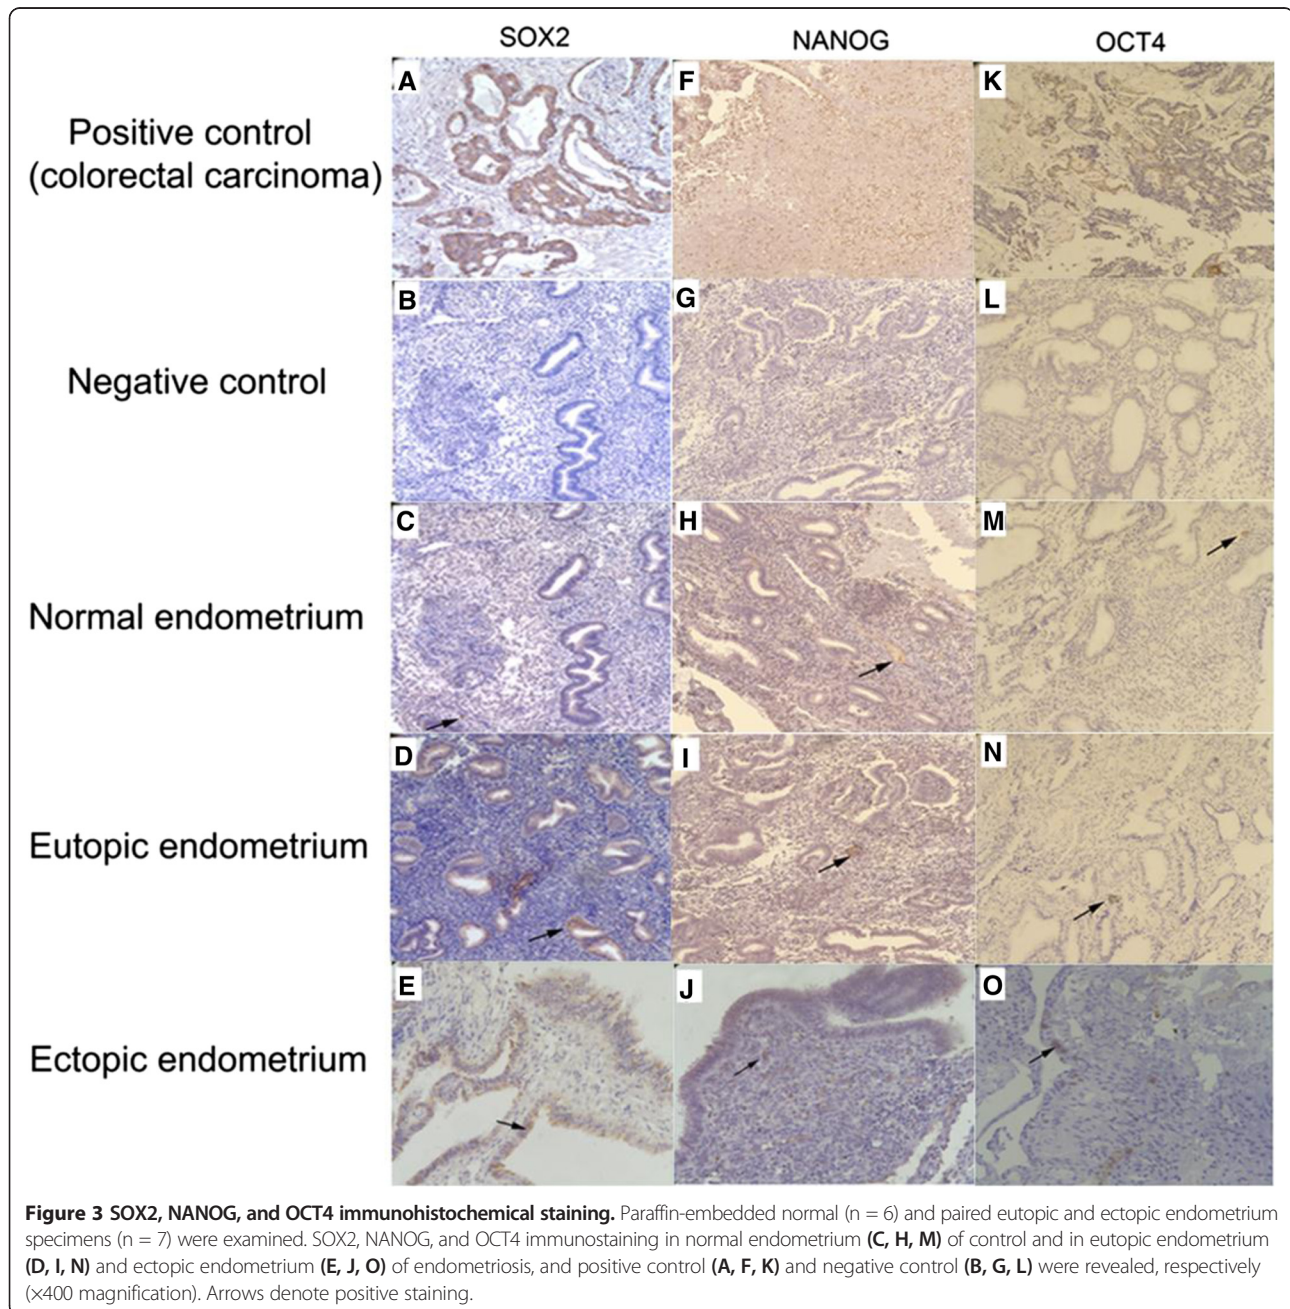 SOX2 NANOG OCT4
A F K
Positive control
(colorectal carcinoma)
B G L
Negative control
C H M
Normal endometrium
D I N
Eutopic endometrium
E J O
Ectopic endometrium
Figure 3 SOX2, NANOG, and OCT4 immunohistochemical staining. Paraffin-embedded normal (n = 6) and paired eutopic and ectopic endometrium
specimens (n = 7) were examined. SOX2, NANOG, and OCT4 immunostaining in normal endometrium (C, H, M) of control and in eutopic endometrium
(D, I, N) and ectopic endometrium (E, J, O) of endometriosis, and positive control (A, F, K) and negative control (B, G, L) were revealed, respectively
(×400 magnification). Arrows denote positive staining.